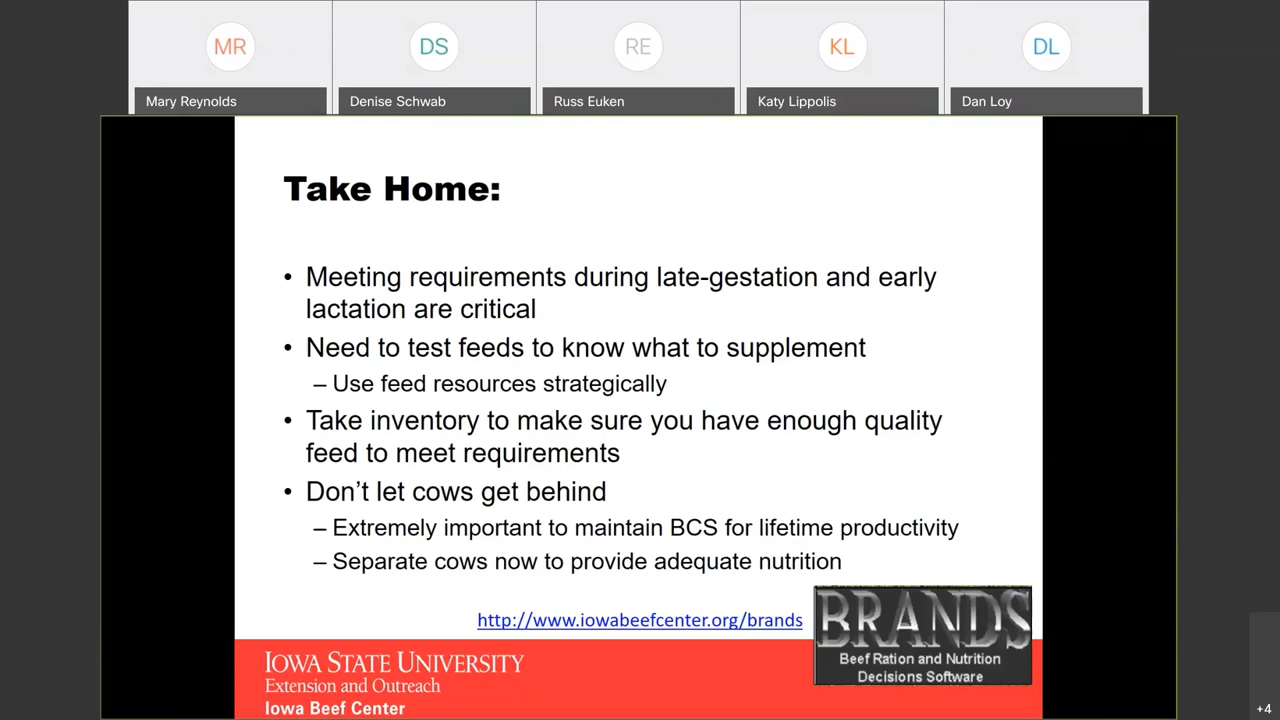 MR
DS
RE
KL
DL
Mary Reynolds
Denise Schwab
Russ Euken
Katy Lippolis
Dan Loy
Take Home:
• Meeting requirements during late-gestation and early
lactation are critical
• Need to test feeds to know what to supplement
– Use feed resources strategically
• Take inventory to make sure you have enough quality
feed to meet requirements
• Don’t let cows get behind
– Extremely important to maintain BCS for lifetime productivity
– Separate cows now to provide adequate nutrition
http://www.iowabeefcenter.org/brands
BRANDS
Beef Ration and Nutrition
Decisions Software
IOWA STATE UNIVERSITY
Extension and Outreach
Iowa Beef Center
+4